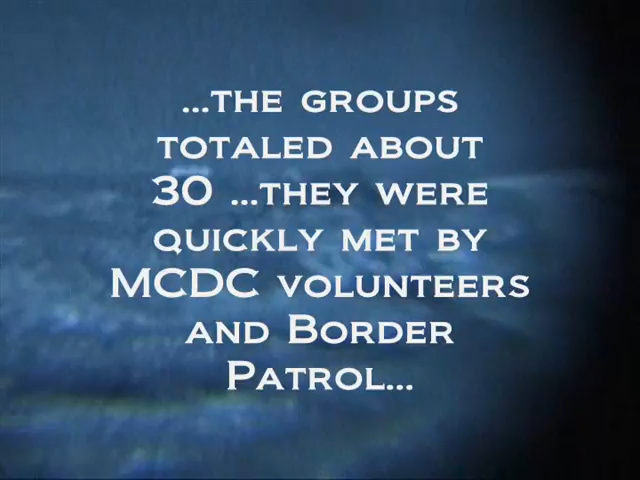 ...THE GROUPS
TOTALED ABOUT
30 ...THEY WERE
QUICKLY MET BY
MCDC VOLUNTEERS
AND BORDER
PATROL...